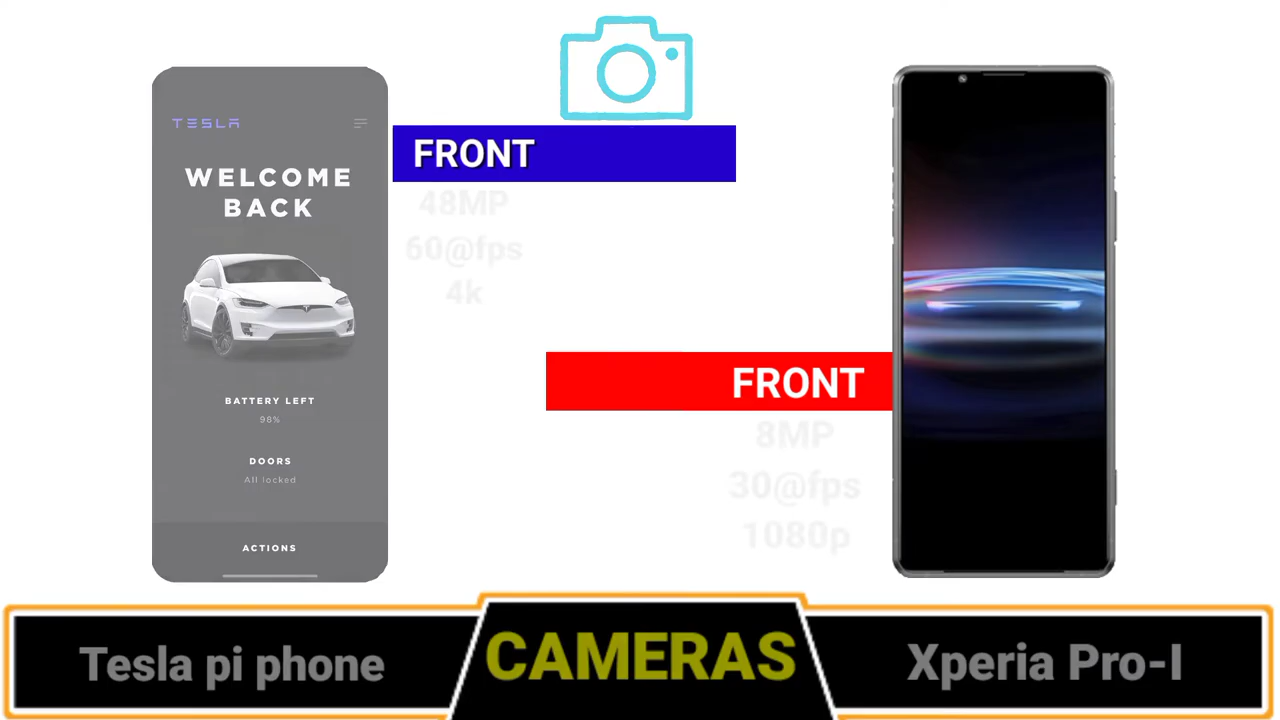 TESLA
WELCOME
BACK
BATTERY LEFT
98%
DOORS
All locked
ACTIONS
FRONT
48MP
60@fps
4k
FRONT
8MP
30@fps
1080p
Tesla pi phone
CAMERAS
Xperia Pro-I